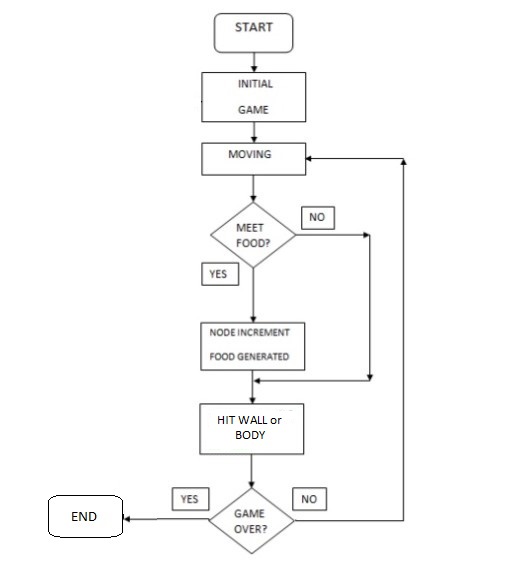 START
INITIAL
GAME
MOVING
NO
MEET
FOOD?
YES
NODE INCREMENT
FOOD GENERATED
HIT WALL or
BODY
YES
NO
GAME
OVER?
END